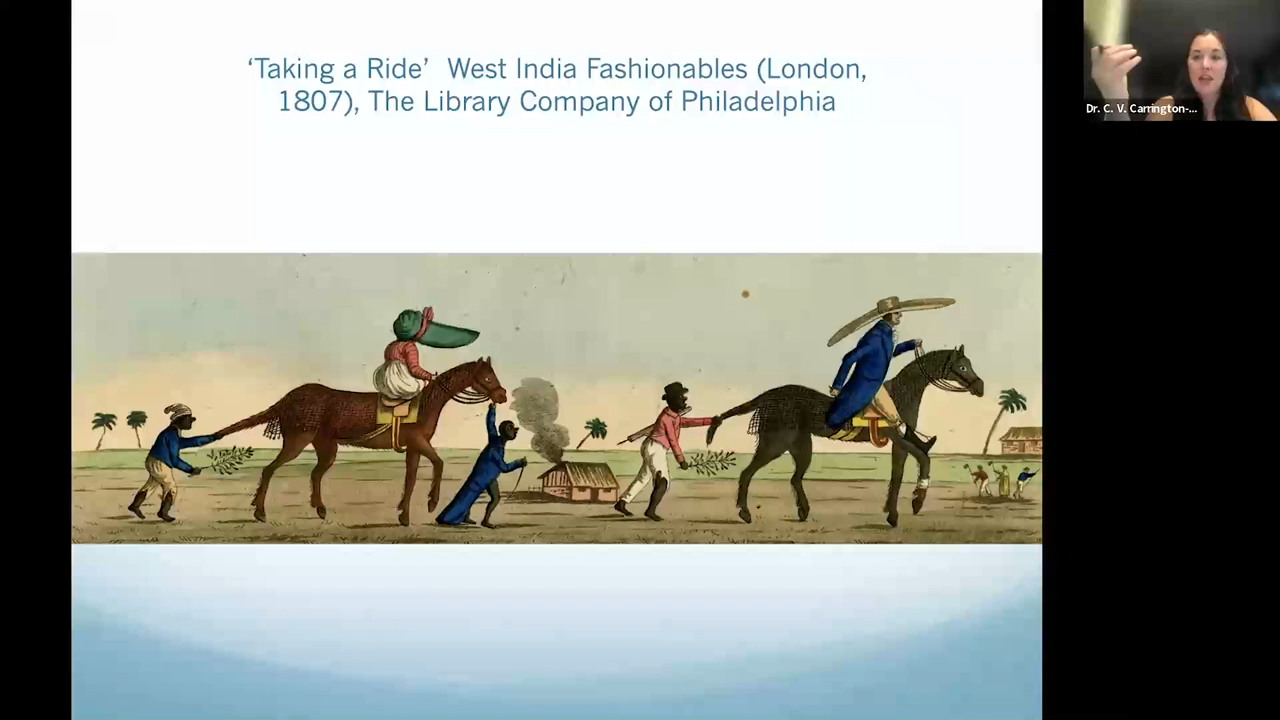 ‘Taking a Ride’  West India Fashionables (London,
1807), The Library Company of Philadelphia
Dr. C. V. Carrington-...